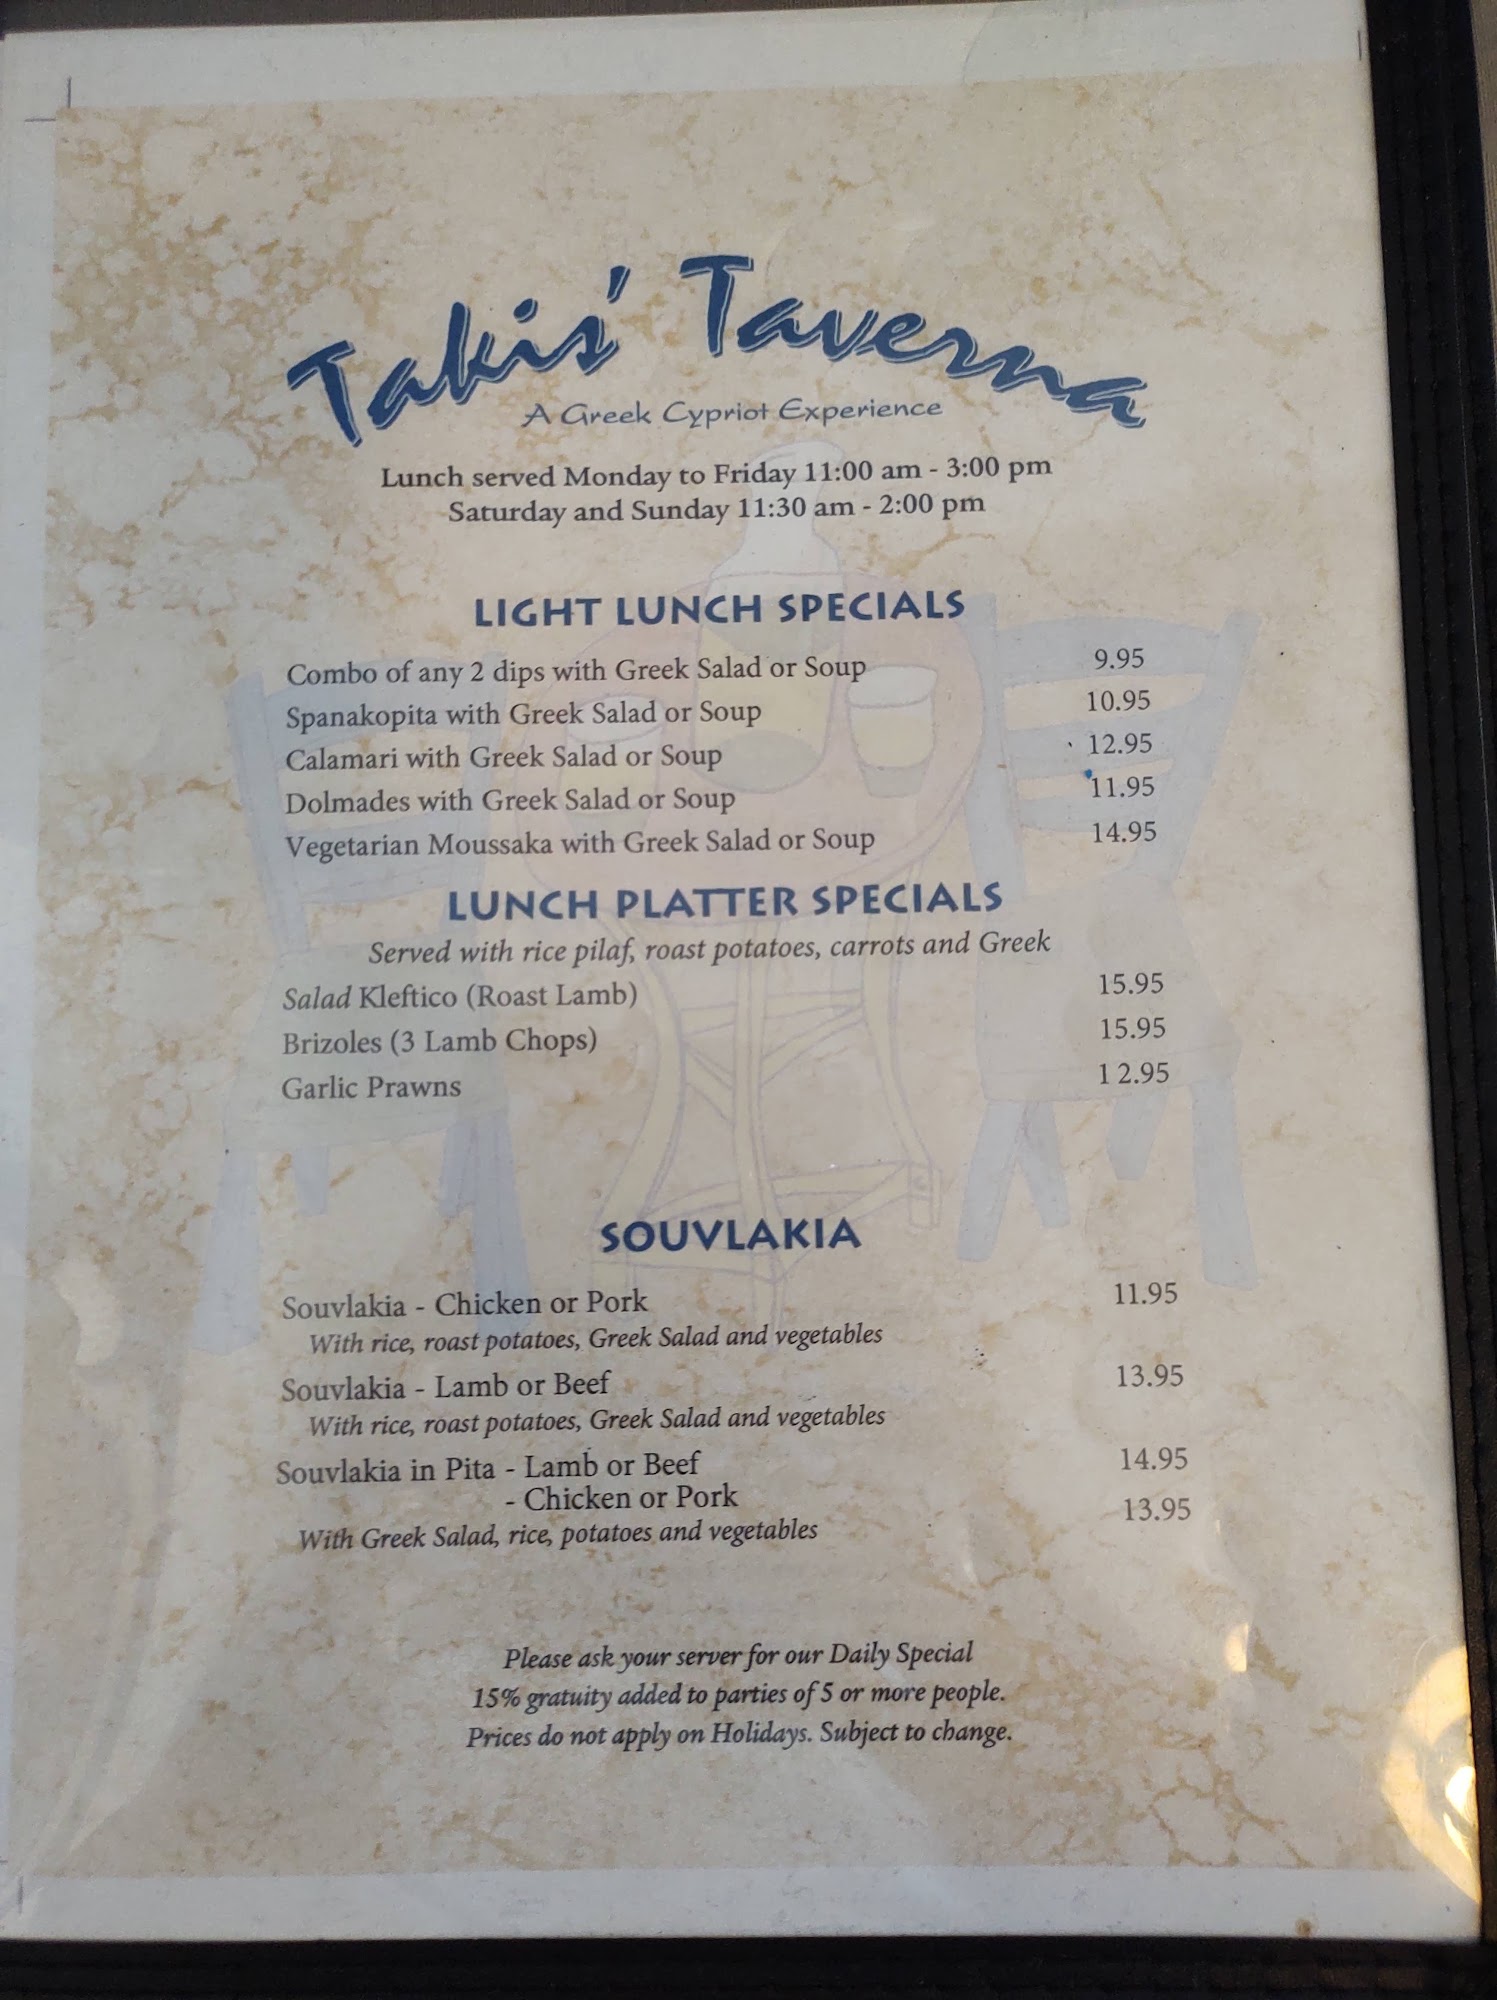 Takis' Taverna
A Greek Cypriot Experience
Lunch served Monday to Friday 11:00 am - 3:00 pm
Saturday and Sunday 11:30 am - 2:00 pm
LIGHT LUNCH SPECIALS
Combo of any 2 dips with Greek Salad or Soup 9.95
Spanakopita with Greek Salad or Soup 10.95
Calamari with Greek Salad or Soup 12.95
Dolmades with Greek Salad or Soup 11.95
Vegetarian Moussaka with Greek Salad or Soup 14.95
LUNCH PLATTER SPECIALS
Served with rice pilaf, roast potatoes, carrots and Greek
Salad Kleftico (Roast Lamb) 15.95
Brizoles (3 Lamb Chops) 15.95
Garlic Prawns 12.95
SOUVLAKIA
Souvlakia - Chicken or Pork 11.95
With rice, roast potatoes, Greek Salad and vegetables
Souvlakia - Lamb or Beef 13.95
With rice, roast potatoes, Greek Salad and vegetables
Souvlakia in Pita - Lamb or Beef 14.95
- Chicken or Pork 13.95
With Greek Salad, rice, potatoes and vegetables
Please ask your server for our Daily Special
15% gratuity added to parties of 5 or more people.
Prices do not apply on Holidays. Subject to change.